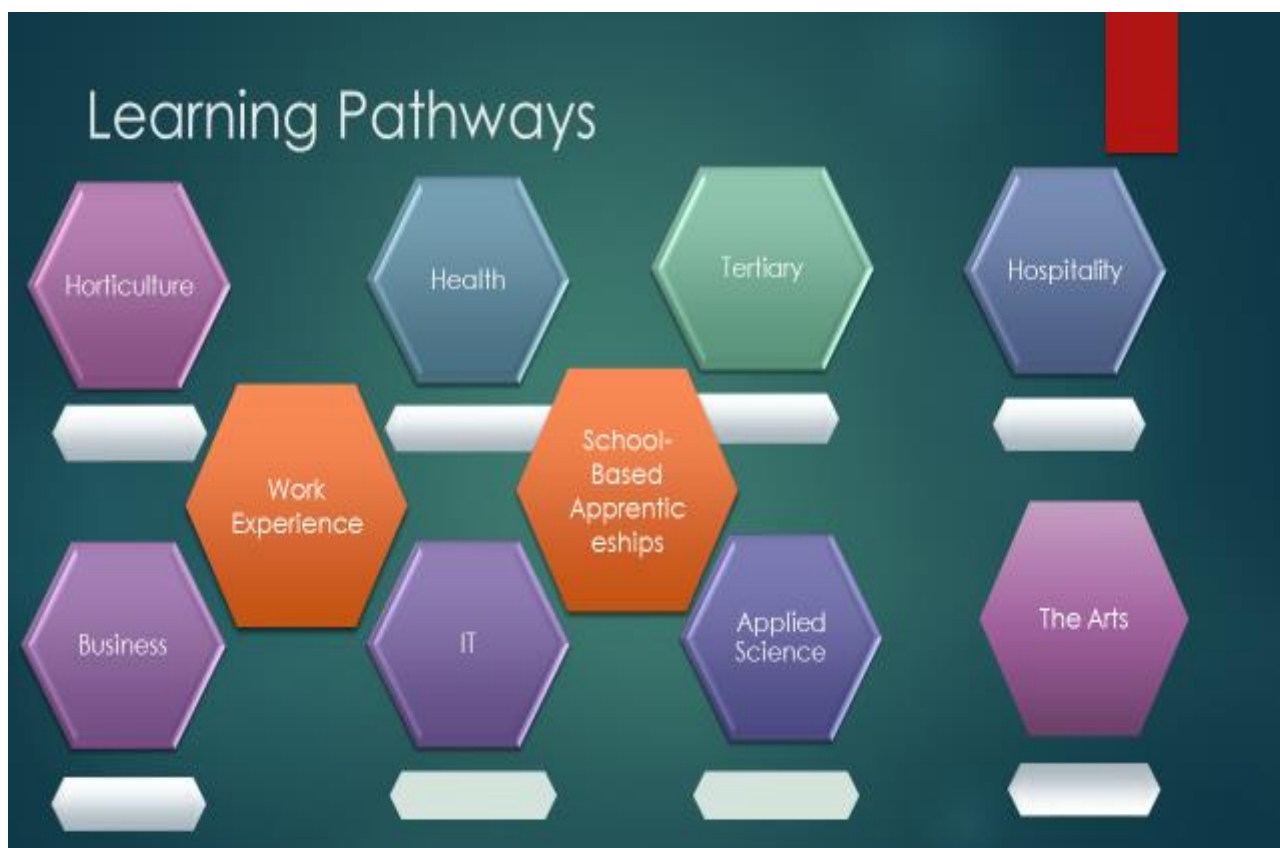 Learning Pathways
Horticulture
Health
Tertiary
Hospitality
Work
Experience
School-
Based
Apprentic
eships
Business
IT
Applied
Science
The Arts